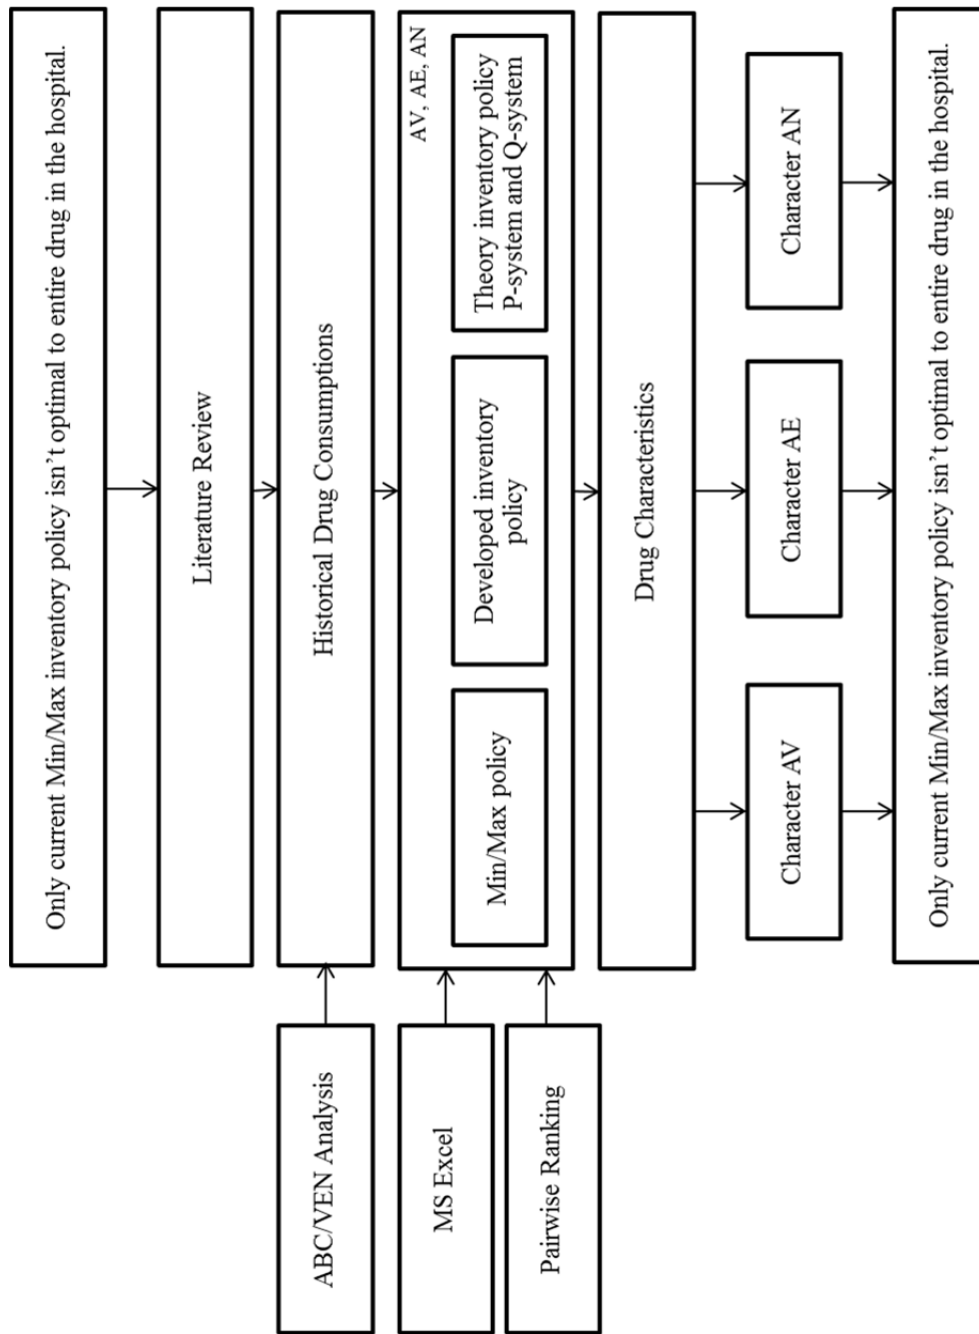 Only current Min/Max inventory policy isn't optimal to entire drug in the hospital.
Literature Review
ABC/VEN Analysis
Historical Drug Consumptions
MS Excel
Pairwise Ranking
AV, AE, AN
Min/Max policy
Developed inventory
policy
Theory inventory policy
P-system and Q-system
Drug Characteristics
Character AV
Character AE
Character AN
Only current Min/Max inventory policy isn't optimal to entire drug in the hospital.